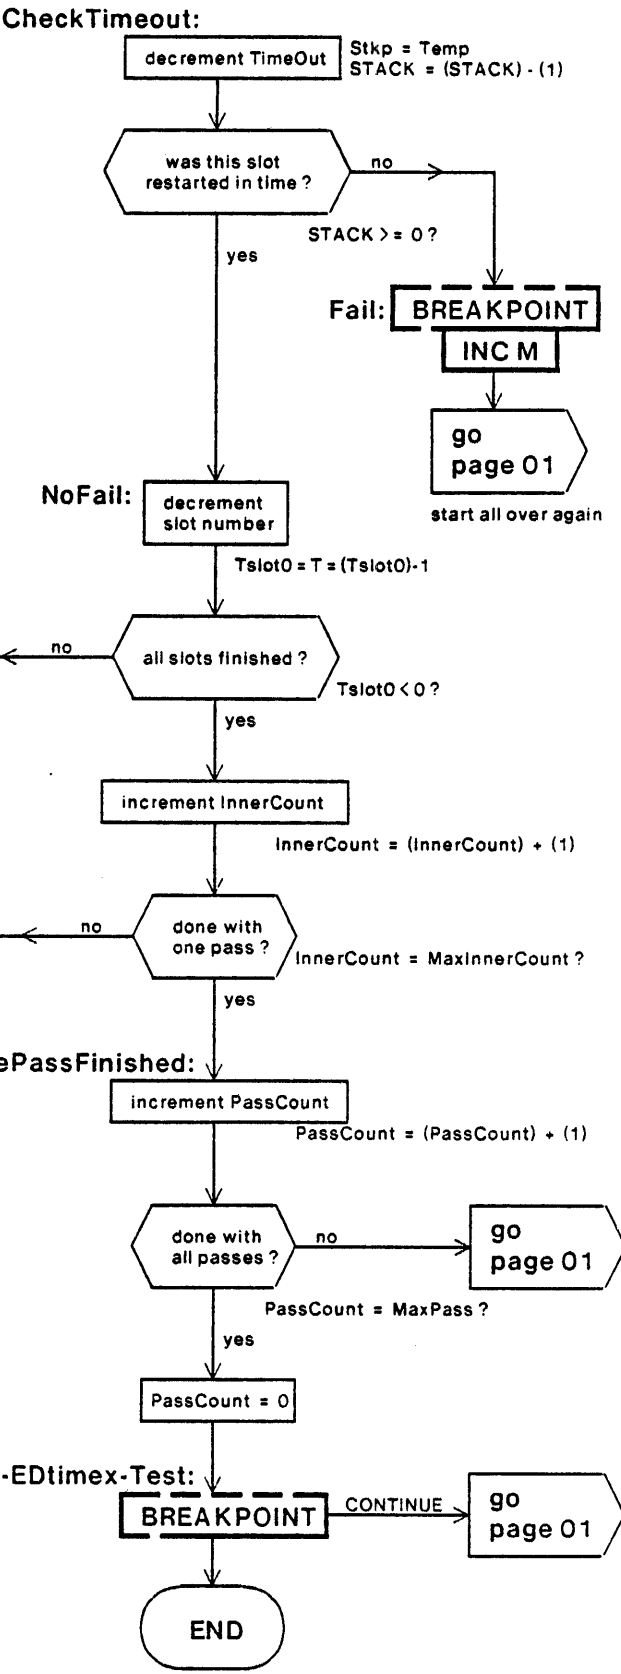 CheckTimeout:
decrement TimeOut
Stkp = Temp
STACK = (STACK) - (1)
was this slot
restarted in time ?
no
STACK >= 0 ?
yes
Fail:
BREAKPOINT
INC M
go
page 01
start all over again
NoFail:
decrement
slot number
Tslot0 = T = (Tslot0)-1
no
all slots finished ?
Tslot0 < 0 ?
yes
increment InnerCount
InnerCount = (InnerCount) + (1)
no
done with
one pass ?
InnerCount = MaxInnerCount ?
yes
ePassFinished:
increment PassCount
PassCount = (PassCount) + (1)
done with
all passes ?
no
go
page 01
PassCount = MaxPass ?
yes
PassCount = 0
-EDtimex-Test:
BREAKPOINT
CONTINUE
go
page 01
END